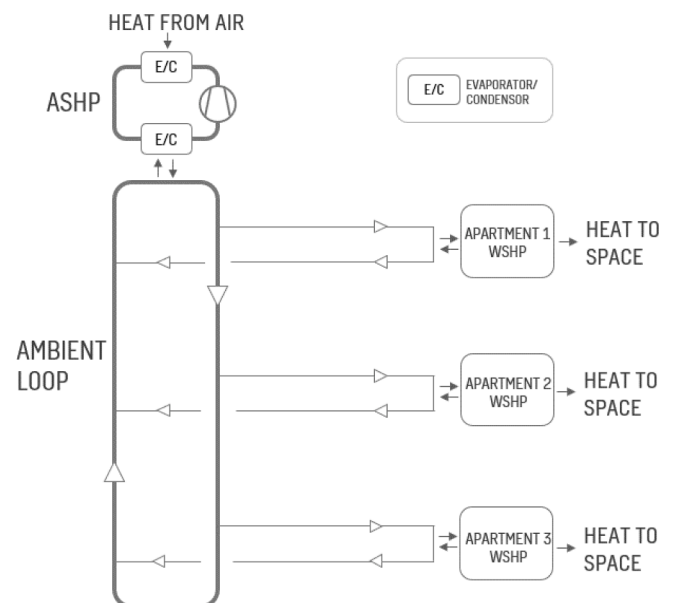 HEAT FROM AIR
E/C
ASHP
E/C
E/C
EVAPORATOR/
CONDENSOR
AMBIENT
LOOP
APARTMENT 1
WSHP
HEAT TO
SPACE
APARTMENT 2
WSHP
HEAT TO
SPACE
APARTMENT 3
WSHP
HEAT TO
SPACE